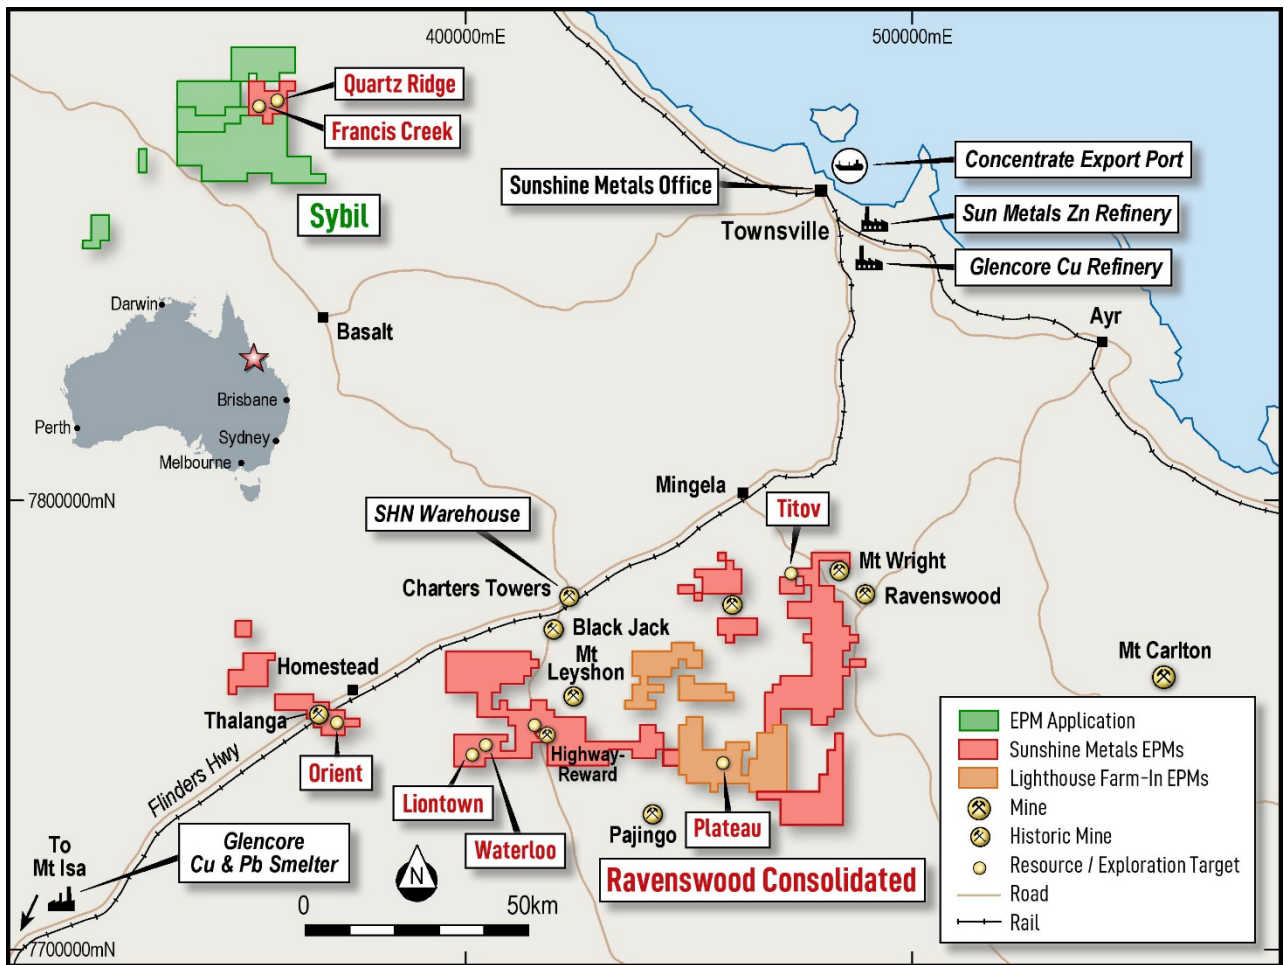 400000mE
500000mE
Quartz Ridge
Francis Creek
Sybil
Sunshine Metals Office
Townsville
Concentrate Export Port
Sun Metals Zn Refinery
Glencore Cu Refinery
Ayr
Basalt
Darwin
Brisbane
Perth
Sydney
Melbourne
7800000mN
Mingela
SHN Warehouse
Titov
Charters Towers
Mt Wright
Ravenswood
Black Jack
Mt
Leyshon
Mt Carlton
Homestead
Thalanga
Orient
Flinders Hwy
Highway-
Reward
Liontown
Waterloo
Pajingo
Plateau
Ravenswood Consolidated
To
Mt Isa
Glencore
Cu & Pb Smelter
N
0
50km
7700000mN
EPM Application
Sunshine Metals EPMs
Lighthouse Farm-In EPMs
Mine
Historic Mine
Resource / Exploration Target
Road
Rail